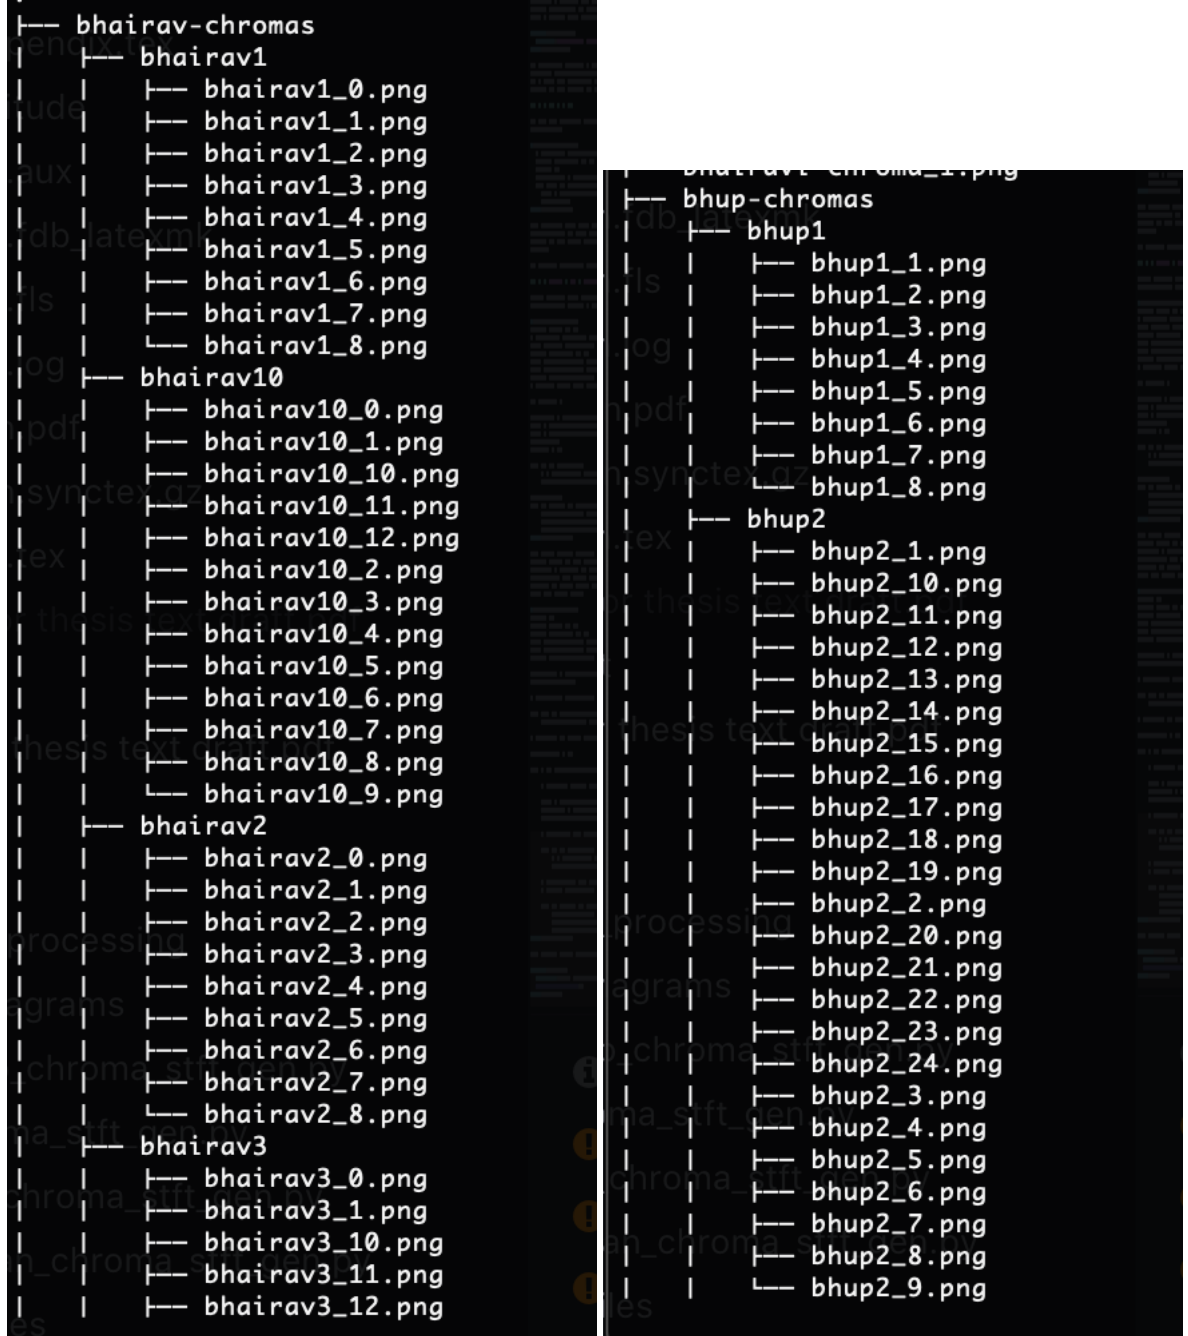 ├── bhairav-chromas
│   ├── bhairav1
│   │   ├── bhairav1_0.png
│   │   ├── bhairav1_1.png
│   │   ├── bhairav1_2.png
│   │   ├── bhairav1_3.png
│   │   ├── bhairav1_4.png
│   │   ├── bhairav1_5.png
│   │   ├── bhairav1_6.png
│   │   ├── bhairav1_7.png
│   │   └── bhairav1_8.png
│   ├── bhairav10
│   │   ├── bhairav10_0.png
│   │   ├── bhairav10_1.png
│   │   ├── bhairav10_10.png
│   │   ├── bhairav10_11.png
│   │   ├── bhairav10_12.png
│   │   ├── bhairav10_2.png
│   │   ├── bhairav10_3.png
│   │   ├── bhairav10_4.png
│   │   ├── bhairav10_5.png
│   │   ├── bhairav10_6.png
│   │   ├── bhairav10_7.png
│   │   ├── bhairav10_8.png
│   │   └── bhairav10_9.png
│   ├── bhairav2
│   │   ├── bhairav2_0.png
│   │   ├── bhairav2_1.png
│   │   ├── bhairav2_2.png
│   │   ├── bhairav2_3.png
│   │   ├── bhairav2_4.png
│   │   ├── bhairav2_5.png
│   │   ├── bhairav2_6.png
│   │   ├── bhairav2_7.png
│   │   └── bhairav2_8.png
│   ├── bhairav3
│   │   ├── bhairav3_0.png
│   │   ├── bhairav3_1.png
│   │   ├── bhairav3_10.png
│   │   ├── bhairav3_11.png
│   │   ├── bhairav3_12.png
├── bhup-chromas
│   ├── bhup1
│   │   ├── bhup1_1.png
│   │   ├── bhup1_2.png
│   │   ├── bhup1_3.png
│   │   ├── bhup1_4.png
│   │   ├── bhup1_5.png
│   │   ├── bhup1_6.png
│   │   ├── bhup1_7.png
│   │   └── bhup1_8.png
│   ├── bhup2
│   │   ├── bhup2_1.png
│   │   ├── bhup2_10.png
│   │   ├── bhup2_11.png
│   │   ├── bhup2_12.png
│   │   ├── bhup2_13.png
│   │   ├── bhup2_14.png
│   │   ├── bhup2_15.png
│   │   ├── bhup2_16.png
│   │   ├── bhup2_17.png
│   │   ├── bhup2_18.png
│   │   ├── bhup2_19.png
│   │   ├── bhup2_2.png
│   │   ├── bhup2_20.png
│   │   ├── bhup2_21.png
│   │   ├── bhup2_22.png
│   │   ├── bhup2_23.png
│   │   ├── bhup2_24.png
│   │   ├── bhup2_3.png
│   │   ├── bhup2_4.png
│   │   ├── bhup2_5.png
│   │   ├── bhup2_6.png
│   │   ├── bhup2_7.png
│   │   ├── bhup2_8.png
│   │   └── bhup2_9.png